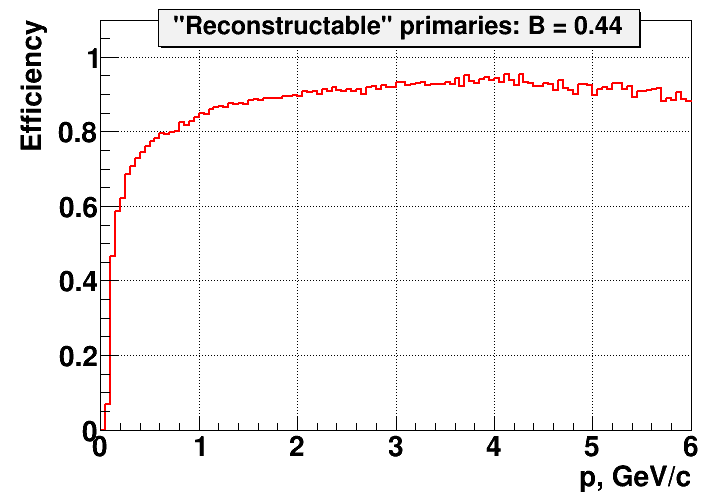 "Reconstructable" primaries: B = 0.44
Efficiency
1
0.8
0.6
0.4
0.2
0
0 1 2 3 4 5 6
p, GeV/c